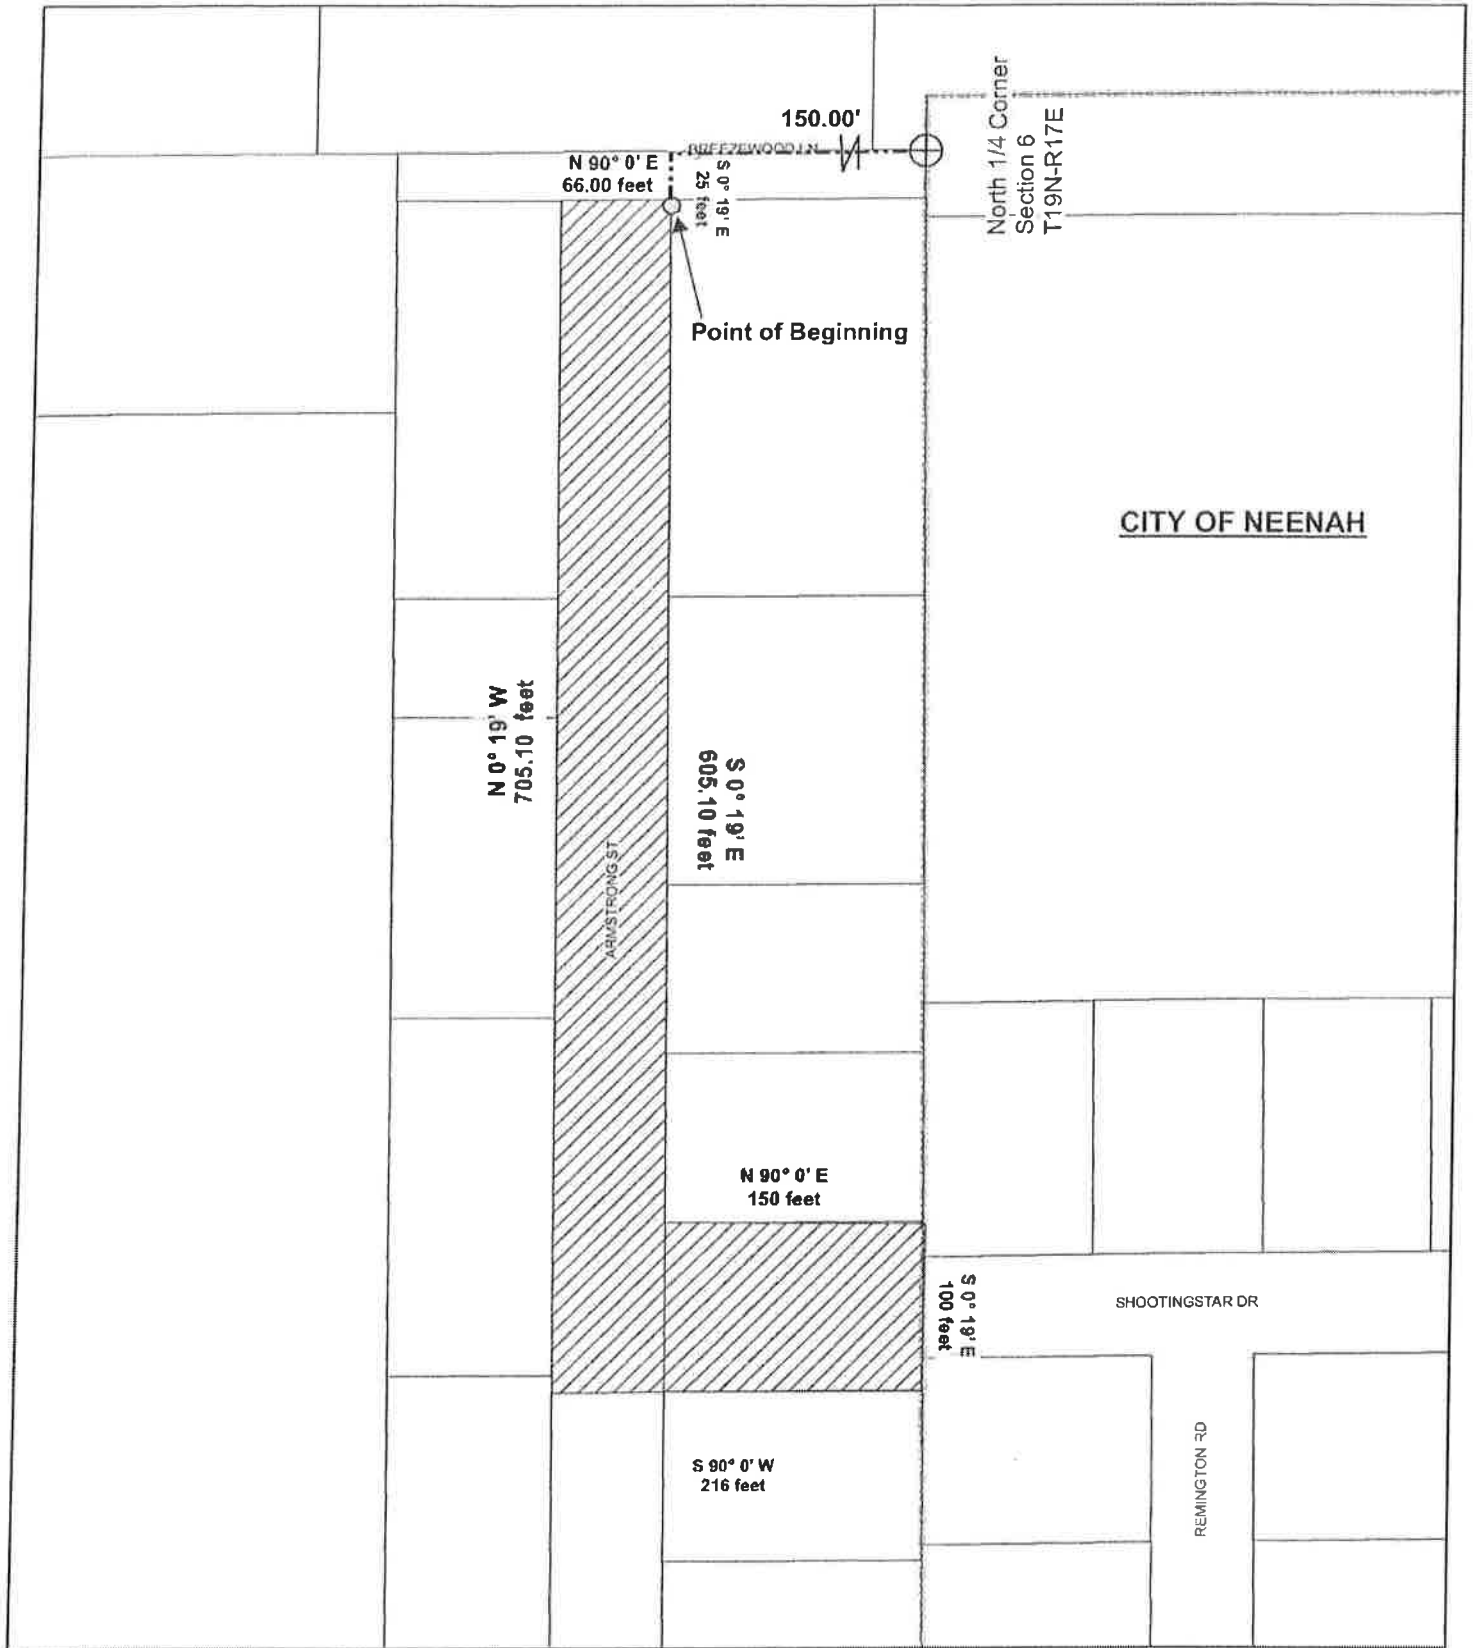 150.00'
BREEZEWOOD LN
North 1/4 Corner
Section 6
T19N-R17E
N 90° 0' E
66.00 feet
S 0° 19' E
25 feet
Point of Beginning
CITY OF NEENAH
N 0° 19' W
705.10 feet
S 0° 19' E
605.10 feet
ARMSTRONG ST
N 90° 0' E
150 feet
S 0° 19' E
100 feet
SHOOTINGSTAR DR
S 90° 0' W
216 feet
REMINGTON RD